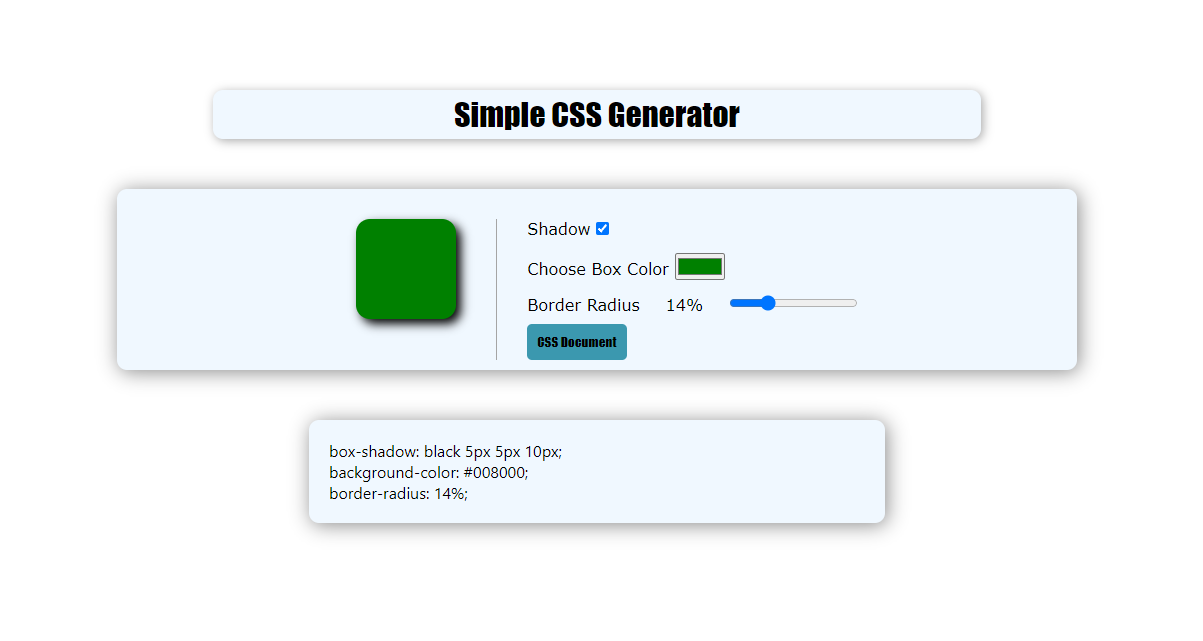 Simple CSS Generator
Shadow
Choose Box Color
Border Radius 14%
CSS Document
box-shadow: black 5px 5px 10px;
background-color: #008000;
border-radius: 14%;